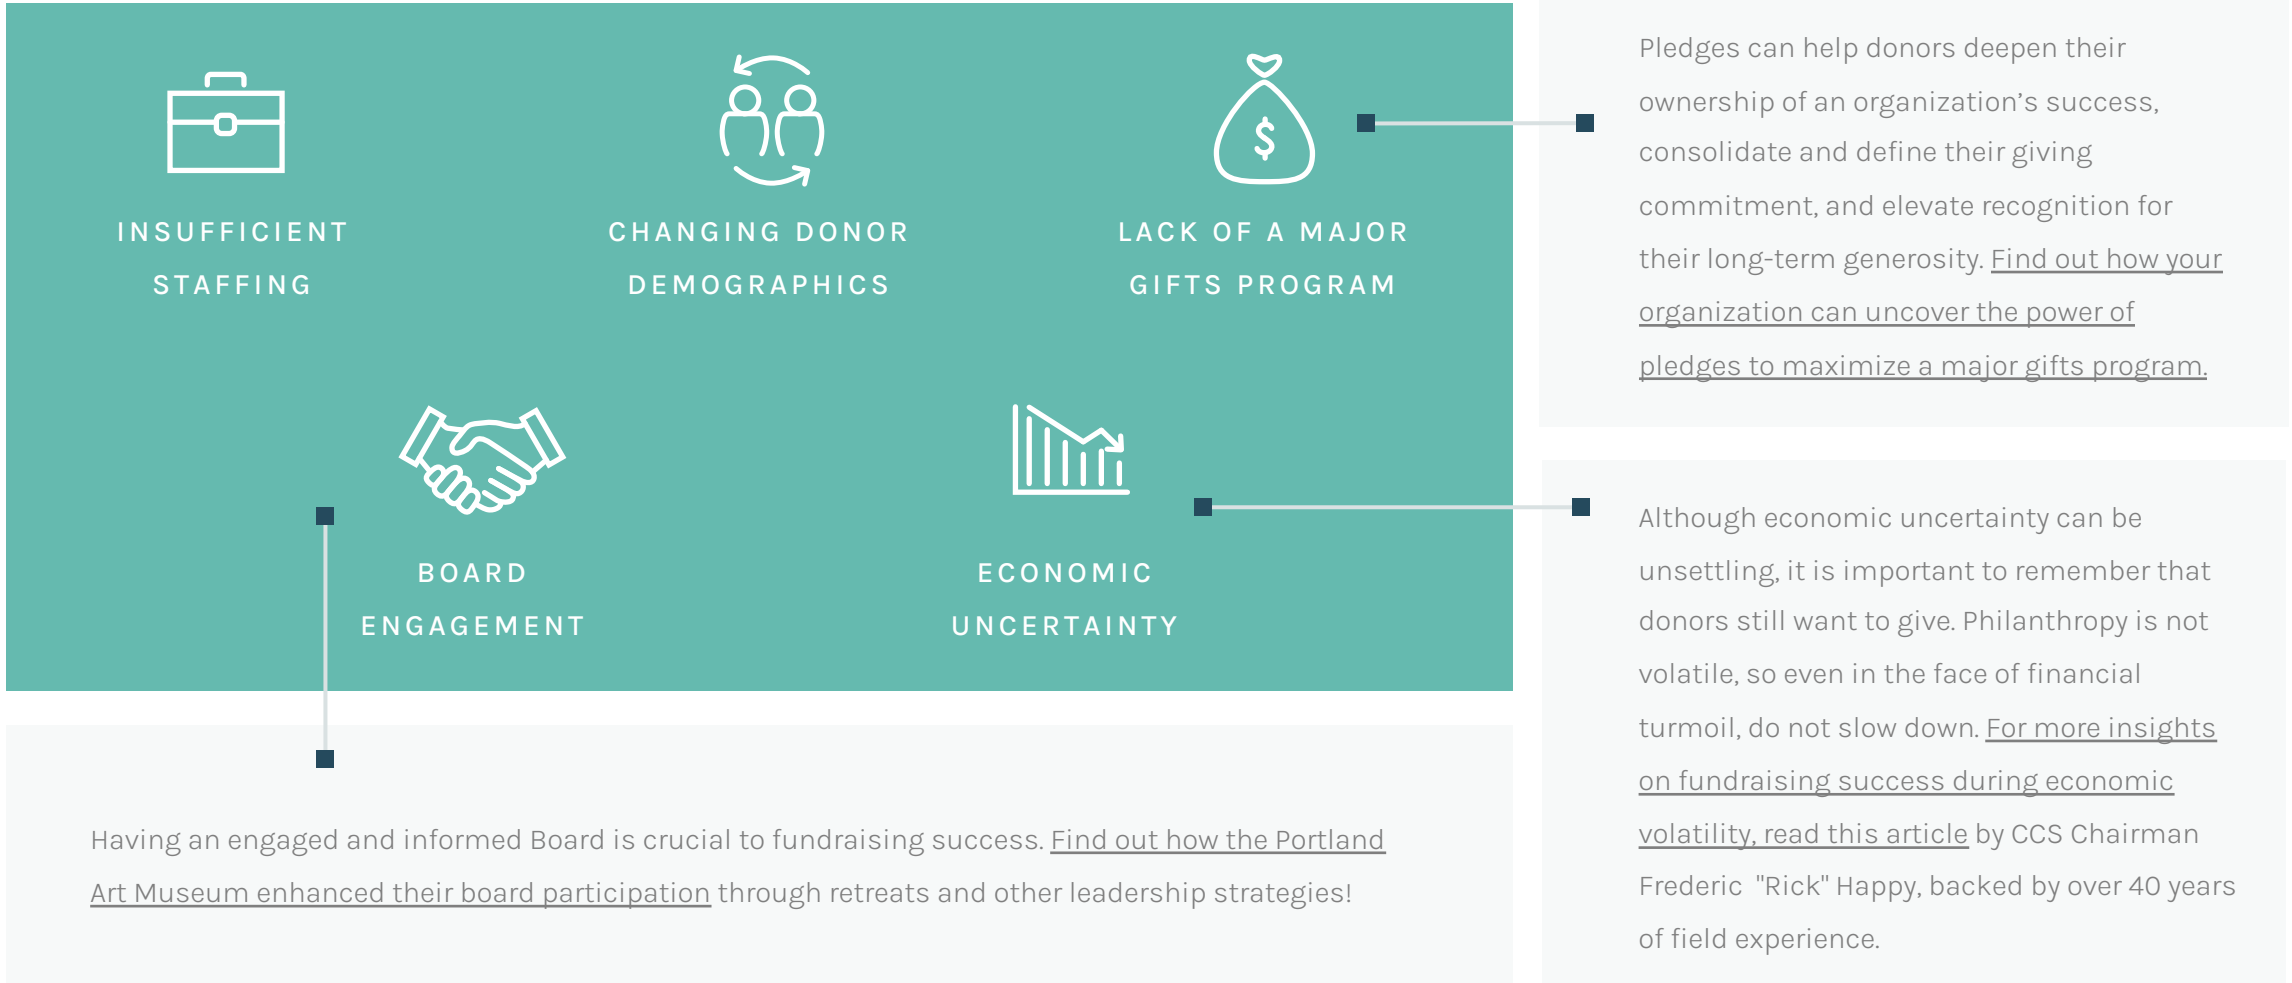 INSUFFICIENT
STAFFING
CHANGING DONOR
DEMOGRAPHICS
$
LACK OF A MAJOR
GIFTS PROGRAM
BOARD
ENGAGEMENT
ECONOMIC
UNCERTAINTY
Pledges can help donors deepen their
ownership of an organization’s success,
consolidate and define their giving
commitment, and elevate recognition for
their long-term generosity. Find out how your
organization can uncover the power of
pledges to maximize a major gifts program.
Although economic uncertainty can be
unsettling, it is important to remember that
donors still want to give. Philanthropy is not
volatile, so even in the face of financial
turmoil, do not slow down. For more insights
on fundraising success during economic
volatility, read this article by CCS Chairman
Frederic "Rick" Happy, backed by over 40 years
of field experience.
Having an engaged and informed Board is crucial to fundraising success. Find out how the Portland
Art Museum enhanced their board participation through retreats and other leadership strategies!